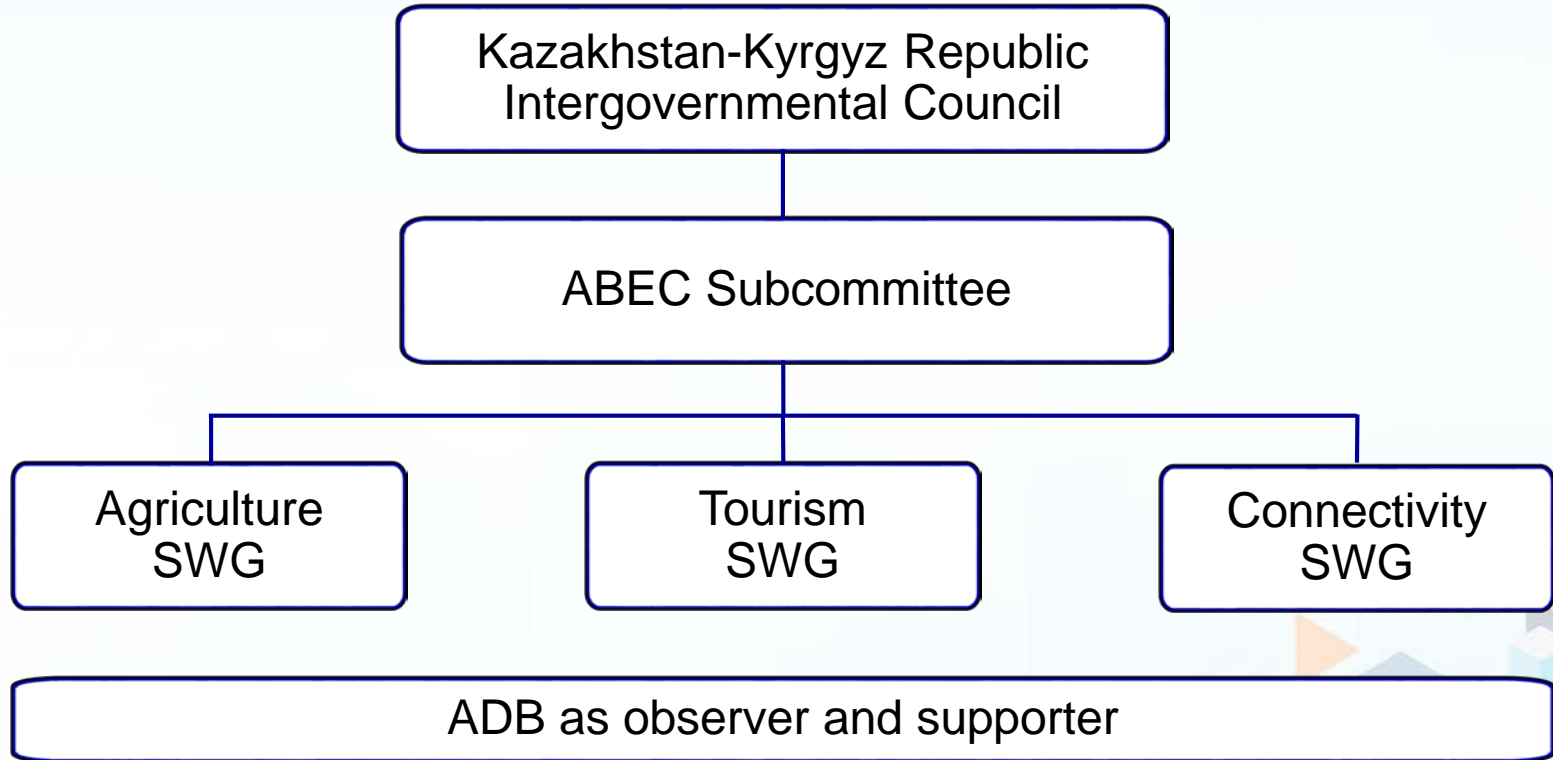 Kazakhstan-Kyrgyz Republic
Intergovernmental Council
ABEC Subcommittee
Agriculture
SWG
Tourism
SWG
Connectivity
SWG
ADB as observer and supporter